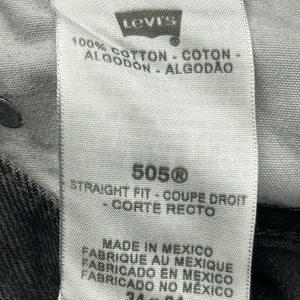 Levi's
100% COTTON - COTON -
ALGODON - ALGODÃO
505®
STRAIGHT FIT - COUPE DROIT
- CORTE RECTO
MADE IN MEXICO
FABRIQUE AU MEXIQUE
FABRICADO EN MEXICO
FABRICADO NO MÉXICO